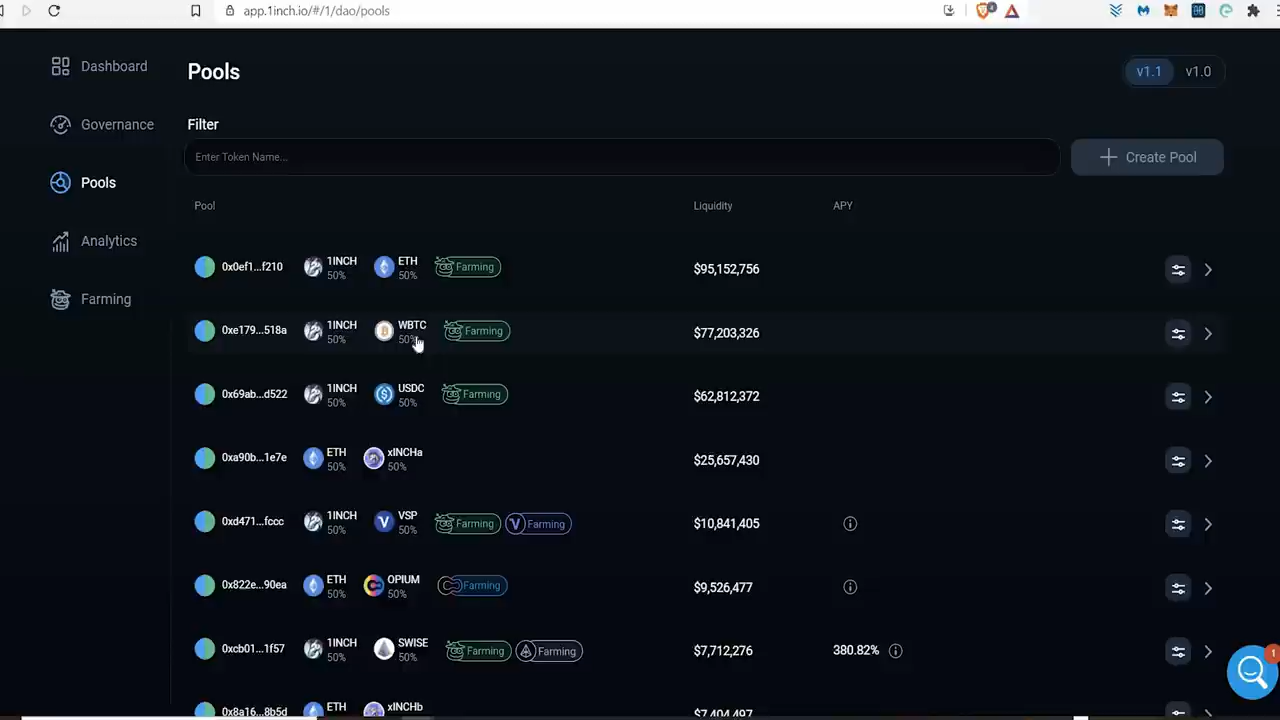 app.1inch.io/#/1/dao/pools
Dashboard
Governance
Pools
Analytics
Farming
Pools
v1.1 v1.0
Filter
Enter Token Name...
Create Pool
Pool Liquidity APY
0x0ef1...f210 1INCH 50% ETH 50% Farming $95,152,756
0xe179...518a 1INCH 50% WBTC 50% Farming $77,203,326
0x69ab...d522 1INCH 50% USDC 50% Farming $62,812,372
0xa90b...1e7e ETH 50% xINCHa 50% $25,657,430
0xd471...fccc 1INCH 50% VSP 50% Farming Farming $10,841,405
0x822e...90ea ETH 50% OPIUM 50% Farming $9,526,477
0xcb01...1f57 1INCH 50% SWISE 50% Farming Farming $7,712,276 380.82%
0x8a16...8b5d ETH xINCHb $7,404,497
1